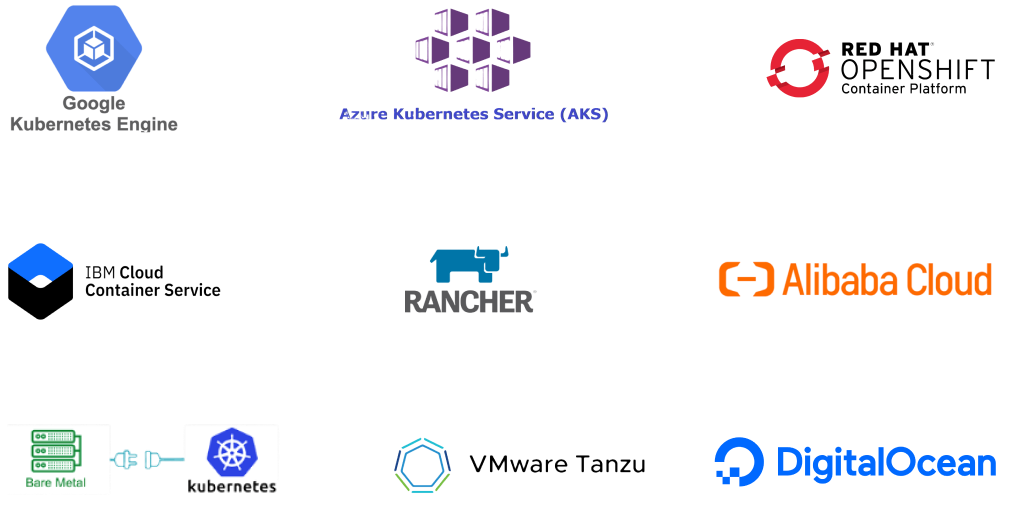 Google
Kubernetes Engine
Azure Kubernetes Service (AKS)
RED HAT®
OPENSHIFT
Container Platform
IBM Cloud
Container Service
RANCHER
Alibaba Cloud
Bare Metal
kubernetes
VMware Tanzu
DigitalOcean